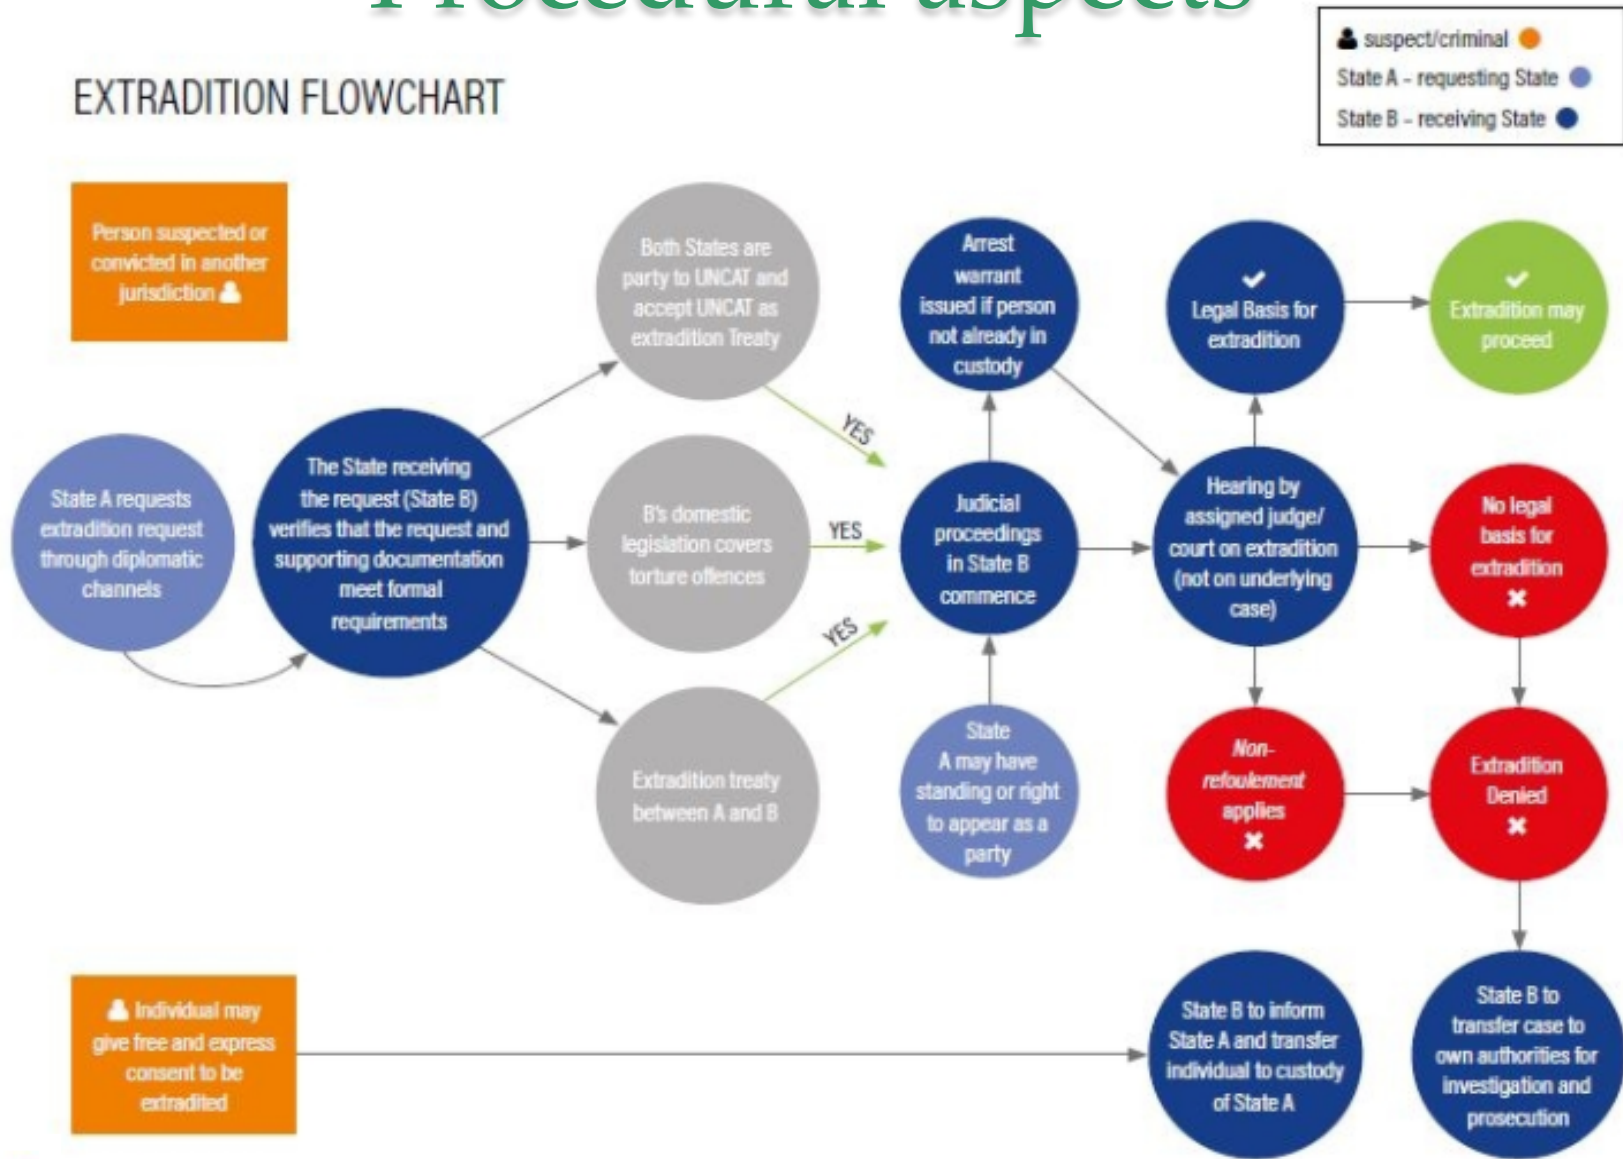 Procedural aspects
suspect/criminal
State A – requesting State
State B – receiving State
EXTRADITION FLOWCHART
Person suspected or
convicted in another
jurisdiction
Both States are
party to UNCAT and
accept UNCAT as
extradition Treaty
Arrest
warrant
issued if person
not already in
custody
Legal Basis for
extradition
Extradition may
proceed
YES
State A requests
extradition request
through diplomatic
channels
The State receiving
the request (State B)
verifies that the request and
supporting documentation
meet formal
requirements
B's domestic
legislation covers
torture offences
YES
Judicial
proceedings
in State B
commence
Hearing by
assigned judge/
court on extradition
(not on underlying
case)
No legal
basis for
extradition
YES
Extradition treaty
between A and B
State
A may have
standing or right
to appear as a
party
Non-
refoulement
applies
Extradition
Denied
Individual may
give free and express
consent to be
extradited
State B to inform
State A and transfer
individual to custody
of State A
State B to
transfer case to
own authorities for
investigation and
prosecution